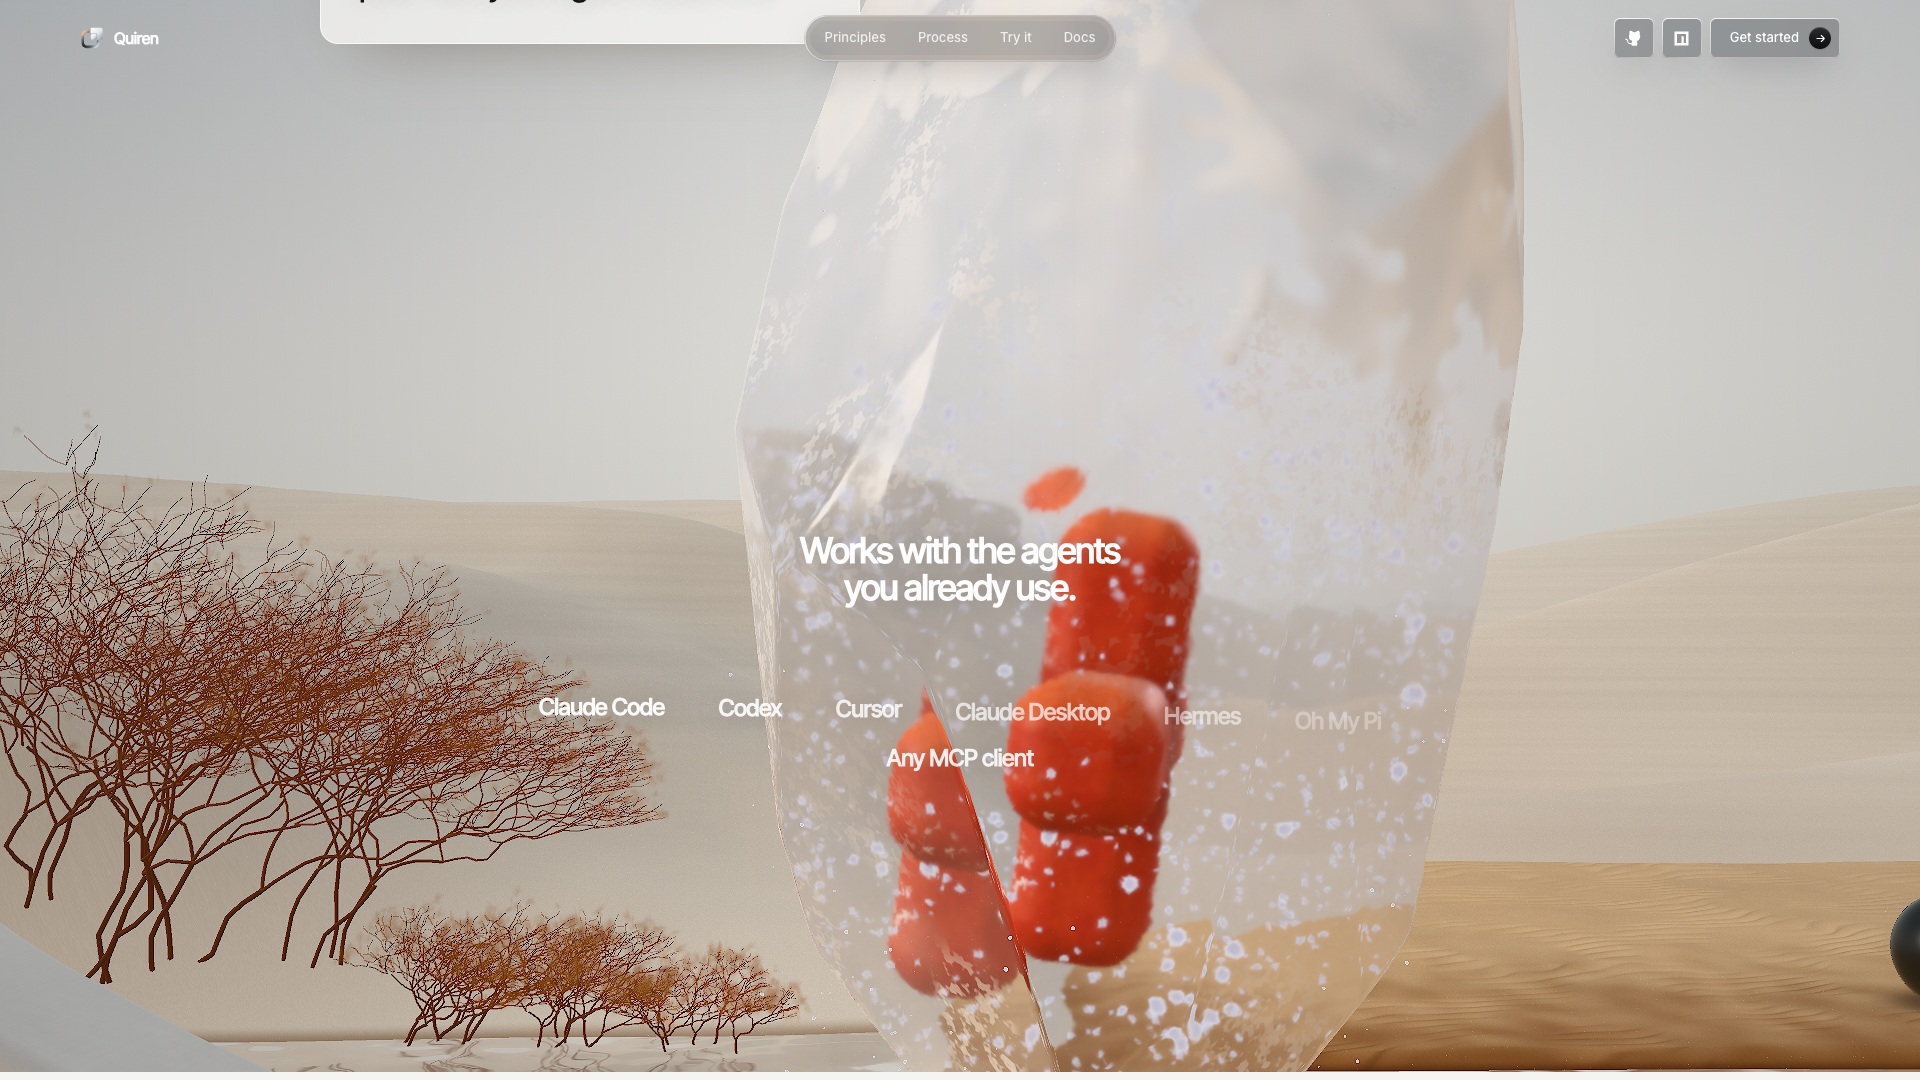 Quiren
Principles
Process
Try it
Docs
Get started
Works with the agents
you already use.
Claude Code
Codex
Cursor
Claude Desktop
Hermes
Oh My Pi
Any MCP client